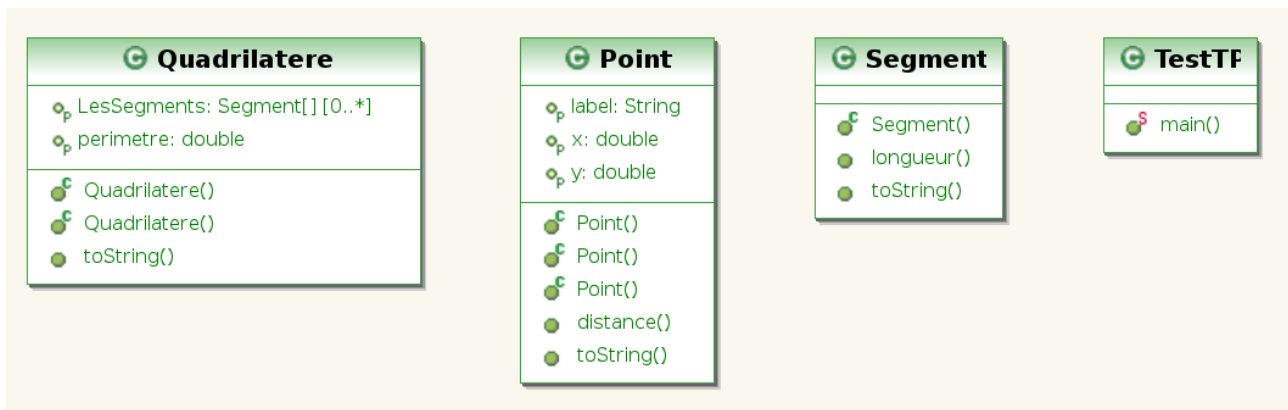 Quadrilatere
LesSegments: Segment[] [0..*]
perimetre: double
Quadrilatere()
Quadrilatere()
toString()
Point
label: String
x: double
y: double
Point()
Point()
Point()
distance()
toString()
Segment
Segment()
longueur()
toString()
TestTP
main()